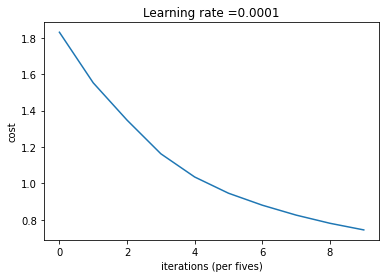 Learning rate =0.0001
1.8
1.6
1.4
1.2
1.0
0.8
cost
0 2 4 6 8
iterations (per fives)